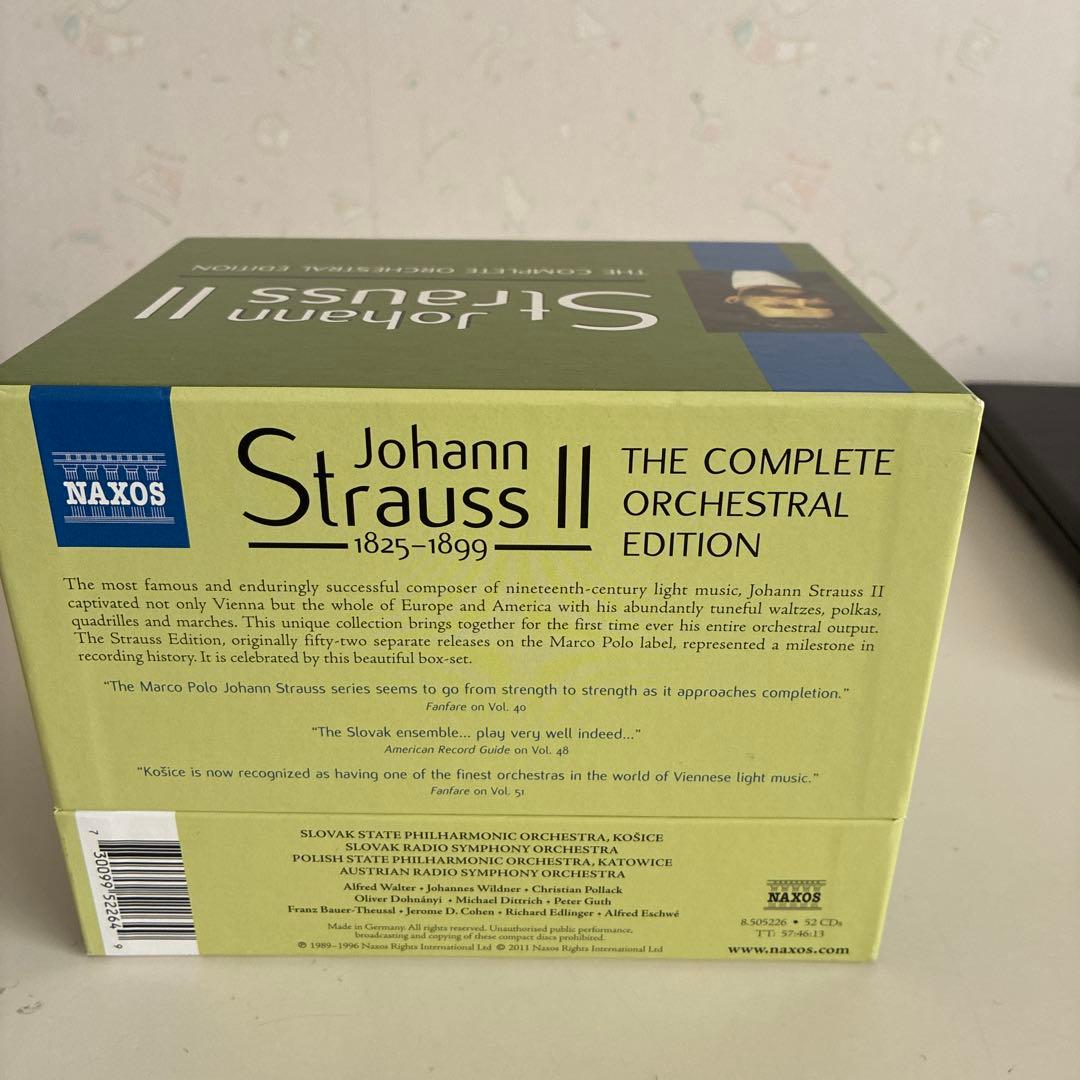 THE COMPLETE ORCHESTRAL EDITION
Johann
Strauss II
NAXOS
Johann
Strauss II
1825–1899
THE COMPLETE
ORCHESTRAL
EDITION
The most famous and enduringly successful composer of nineteenth-century light music, Johann Strauss II
captivated not only Vienna but the whole of Europe and America with his abundantly tuneful waltzes, polkas,
quadrilles and marches. This unique collection brings together for the first time ever his entire orchestral output.
The Strauss Edition, originally fifty-two separate releases on the Marco Polo label, represented a milestone in
recording history. It is celebrated by this beautiful box-set.
“The Marco Polo Johann Strauss series seems to go from strength to strength as it approaches completion.”
Fanfare on Vol. 40
“The Slovak ensemble... play very well indeed...”
American Record Guide on Vol. 48
“Košice is now recognized as having one of the finest orchestras in the world of Viennese light music.”
Fanfare on Vol. 51
7 30099 52264 9
SLOVAK STATE PHILHARMONIC ORCHESTRA, KOŠICE
SLOVAK RADIO SYMPHONY ORCHESTRA
POLISH STATE PHILHARMONIC ORCHESTRA, KATOWICE
AUSTRIAN RADIO SYMPHONY ORCHESTRA
Alfred Walter • Johannes Wildner • Christian Pollack
Oliver Dohnányi • Michael Dittrich • Peter Guth
Franz Bauer-Theussl • Jerome D. Cohen • Richard Edlinger • Alfred Eschwé
Made in Germany. All rights reserved. Unauthorised public performance,
broadcasting and copying of these compact discs prohibited.
℗ 1989–1996 Naxos Rights International Ltd © 2011 Naxos Rights International Ltd
NAXOS
8.505226 • 52 CDs
TT: 57:46:13
www.naxos.com